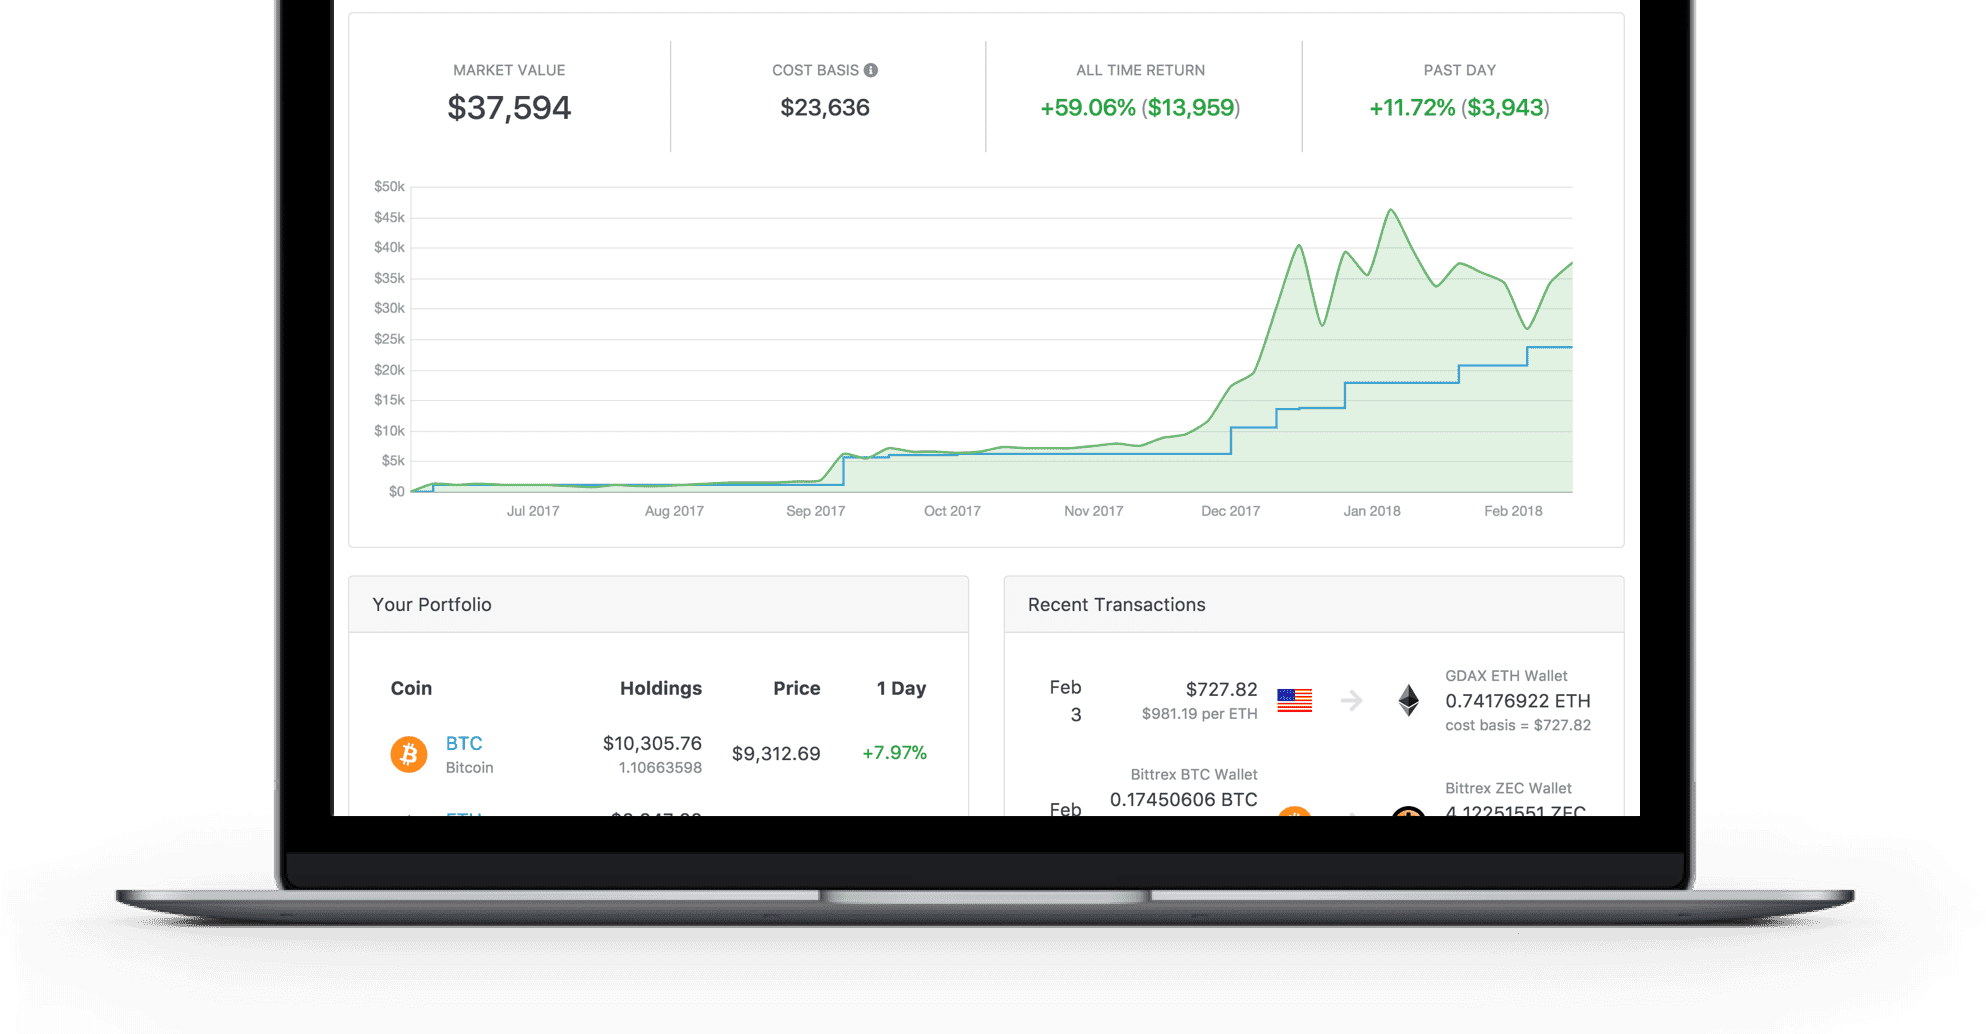 MARKET VALUE
$37,594
COST BASIS
$23,636
ALL TIME RETURN
+59.06% ($13,959)
PAST DAY
+11.72% ($3,943)
$50k
$45k
$40k
$35k
$30k
$25k
$20k
$15k
$10k
$5k
$0
Jul 2017
Aug 2017
Sep 2017
Oct 2017
Nov 2017
Dec 2017
Jan 2018
Feb 2018
Your Portfolio
Coin
Holdings
Price
1 Day
BTC
Bitcoin
$10,305.76
1.10663598
$9,312.69
+7.97%
Recent Transactions
Feb
3
$727.82
$981.19 per ETH
GDAX ETH Wallet
0.74176922 ETH
cost basis = $727.82
Feb
Bittrex BTC Wallet
0.17450606 BTC
Bittrex ZEC Wallet
4.12251551 ZEC